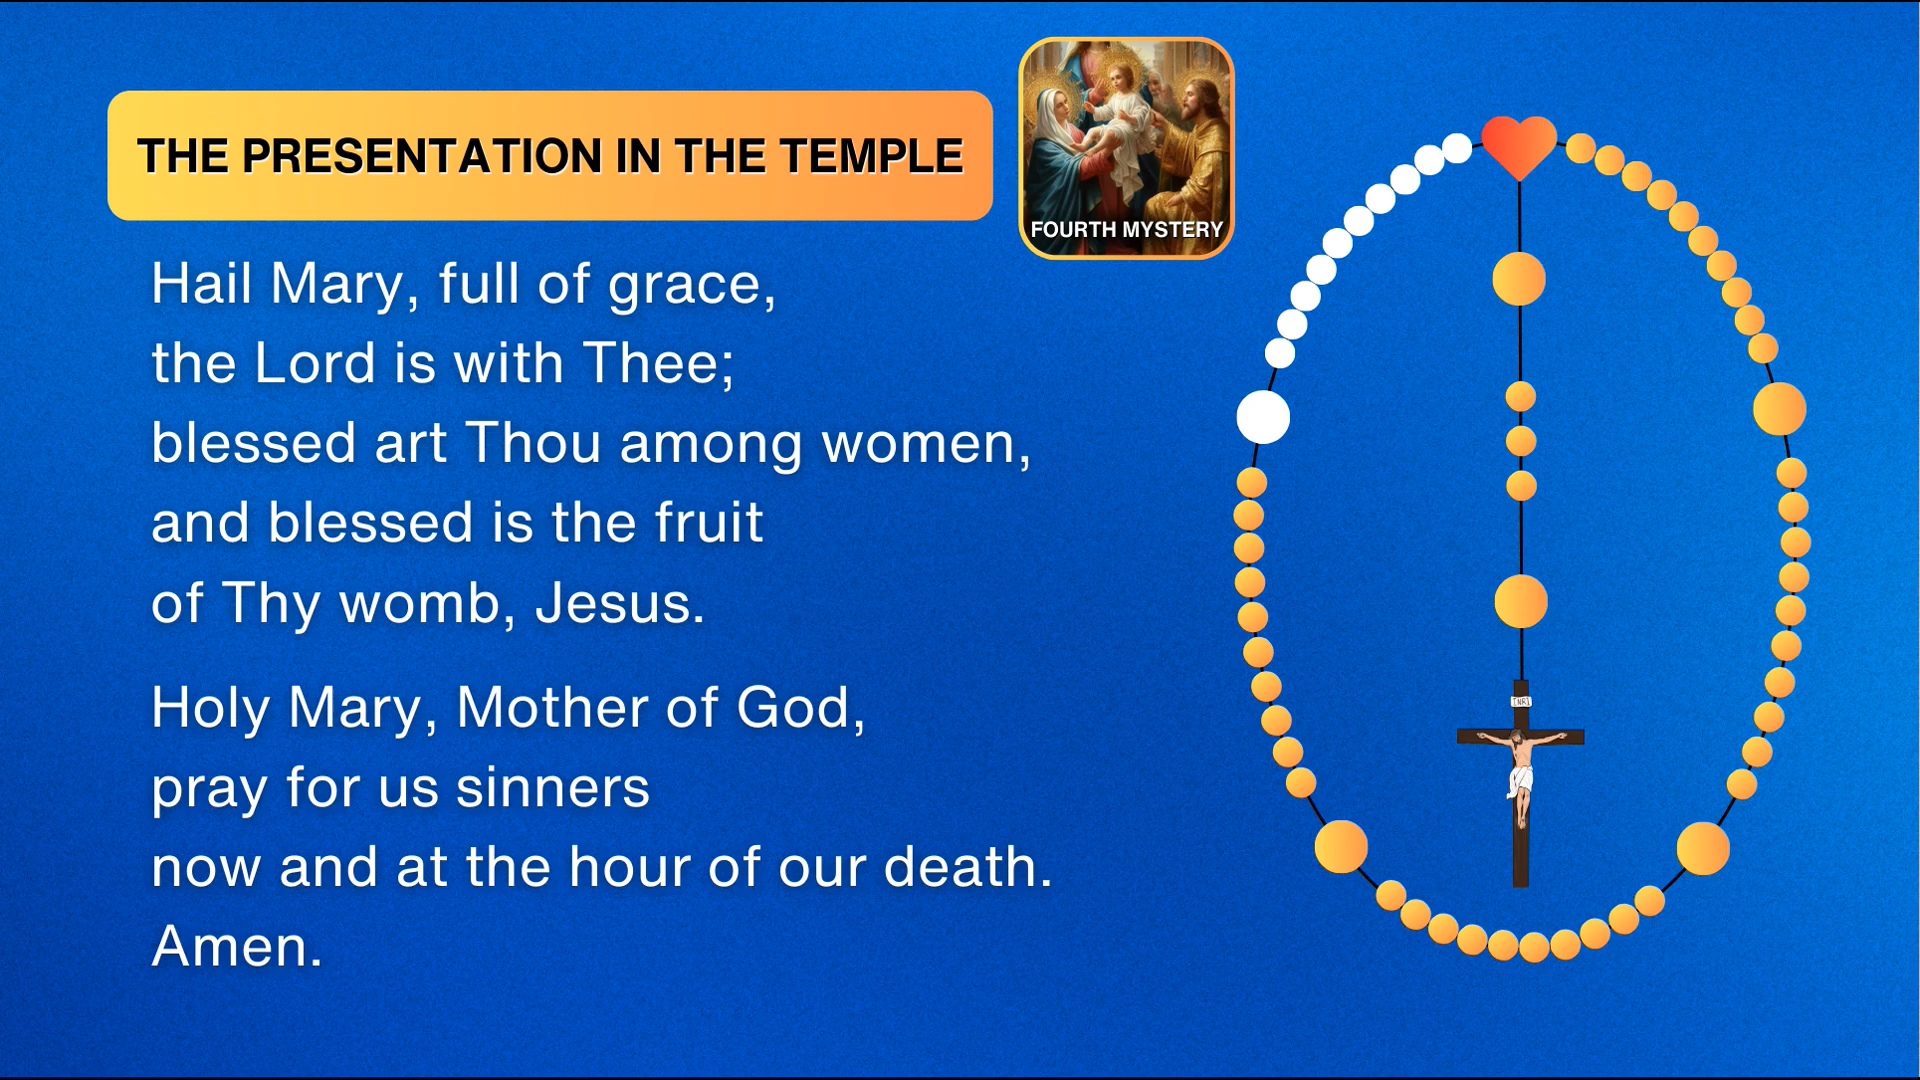 THE PRESENTATION IN THE TEMPLE
FOURTH MYSTERY
Hail Mary, full of grace,
the Lord is with Thee;
blessed art Thou among women,
and blessed is the fruit
of Thy womb, Jesus.
Holy Mary, Mother of God,
pray for us sinners
now and at the hour of our death.
Amen.
INRI